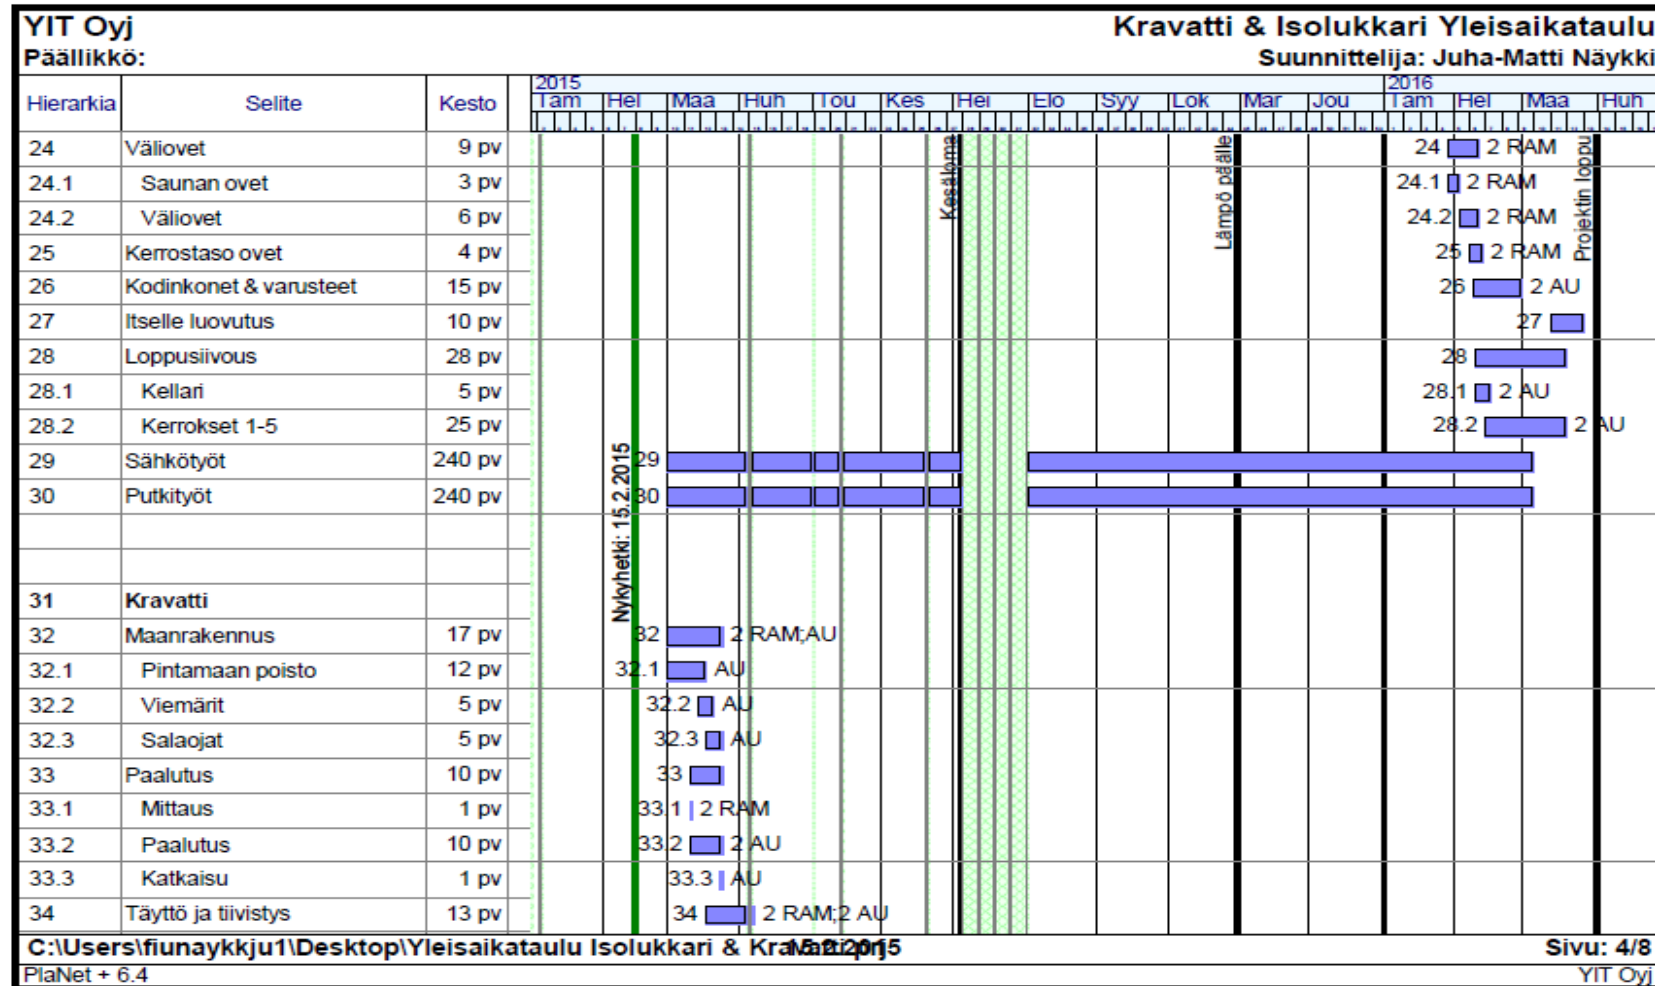 YIT Oyj Kravatti & Isolukkari Yleisaikataulu
Päällikkö: Suunnittelija: Juha-Matti Näykki
Hierarkia Selite Kesto 2015 2016
Tam Hel Maa Huh Tou Kes Hei Elo Syy Lok Mar Jou Tam Hel Maa Huh
Kesäloma
Lämpö päälle
Projektin loppu
Nykyhetki: 15.2.2015
24 Väliovet 9 pv 24 2 RAM
24.1 Saunan ovet 3 pv 24.1 2 RAM
24.2 Väliovet 6 pv 24.2 2 RAM
25 Kerrostaso ovet 4 pv 25 2 RAM
26 Kodinkonet & varusteet 15 pv 26 2 AU
27 Itselle luovutus 10 pv 27
28 Loppusiivous 28 pv 28
28.1 Kellari 5 pv 28.1 2 AU
28.2 Kerrokset 1-5 25 pv 28.2 2 AU
29 Sähkötyöt 240 pv 29
30 Putkityöt 240 pv 30
31 Kravatti
32 Maanrakennus 17 pv 32 2 RAM;AU
32.1 Pintamaan poisto 12 pv 32.1 AU
32.2 Viemärit 5 pv 32.2 AU
32.3 Salaojat 5 pv 32.3 AU
33 Paalutus 10 pv 33
33.1 Mittaus 1 pv 33.1 2 RAM
33.2 Paalutus 10 pv 33.2 2 AU
33.3 Katkaisu 1 pv 33.3 AU
34 Täyttö ja tiivistys 13 pv 34 2 RAM;2 AU
C:\Users\fiunaykkju1\Desktop\Yleisaikataulu Isolukkari & Kravatti.prj 15.2.2015 Sivu: 4/8
PlaNet + 6.4 YIT Oyj